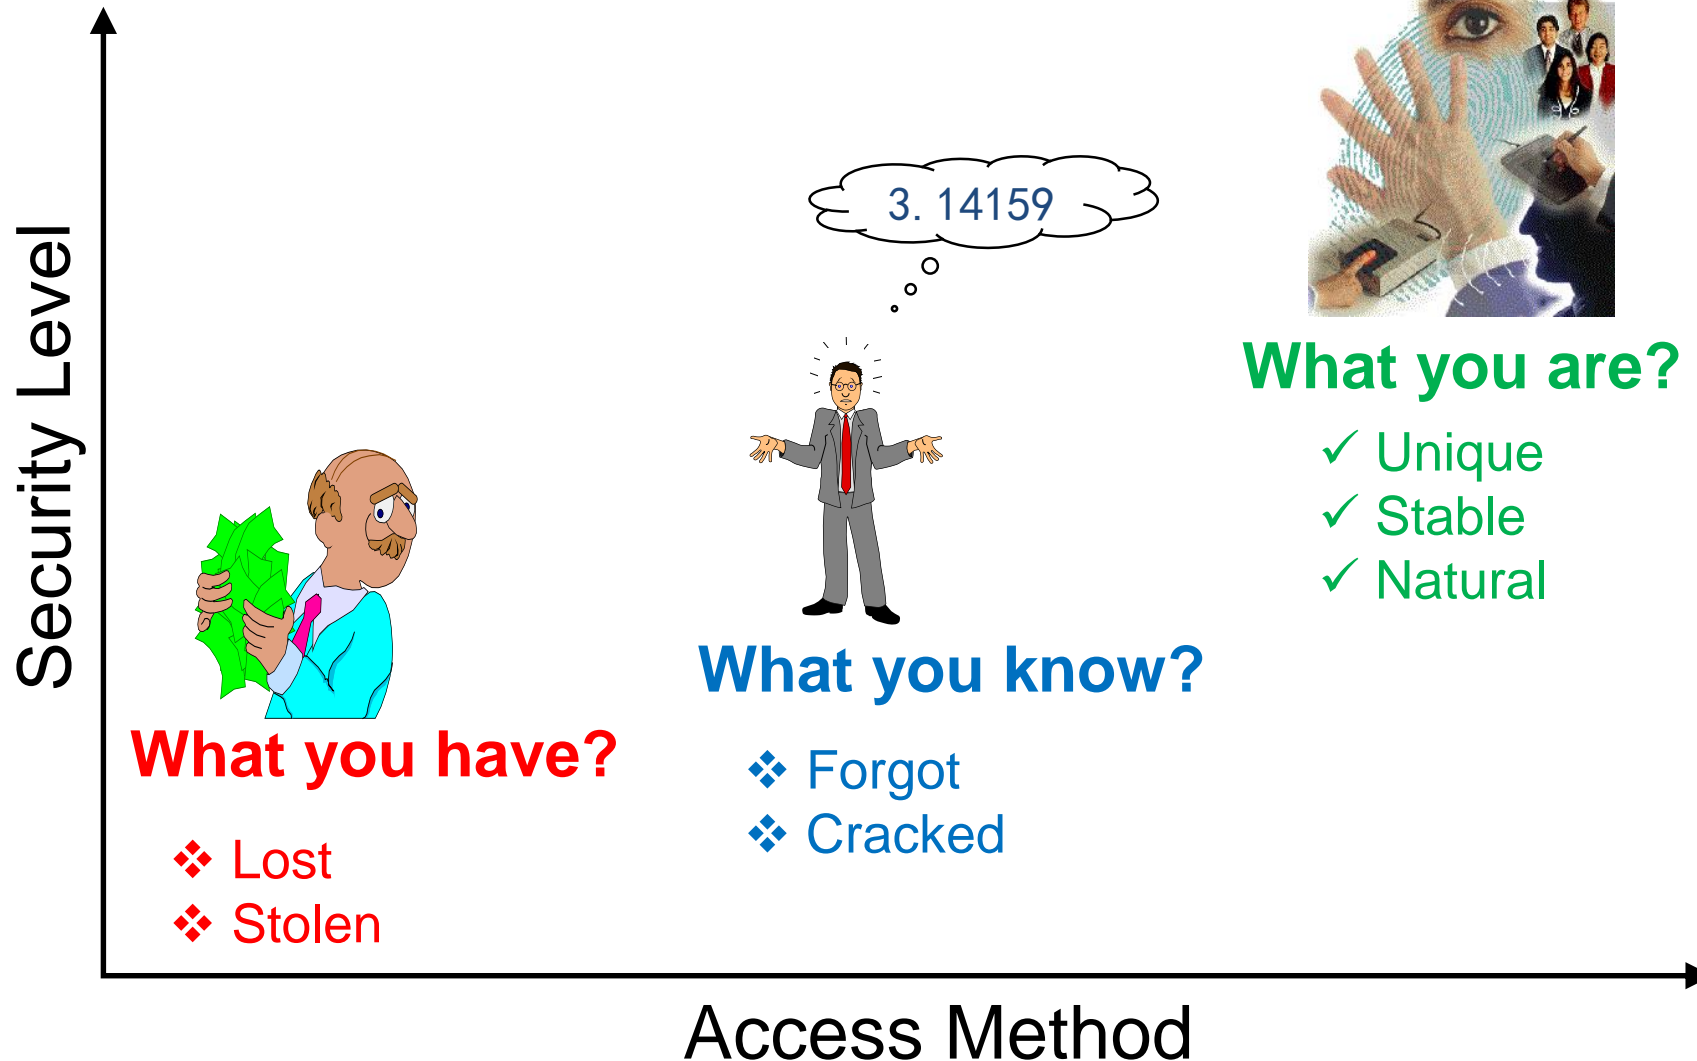 Security Level
3.14159
What you are?
✓ Unique
✓ Stable
✓ Natural
What you know?
❖ Forgot
❖ Cracked
What you have?
❖ Lost
❖ Stolen
Access Method